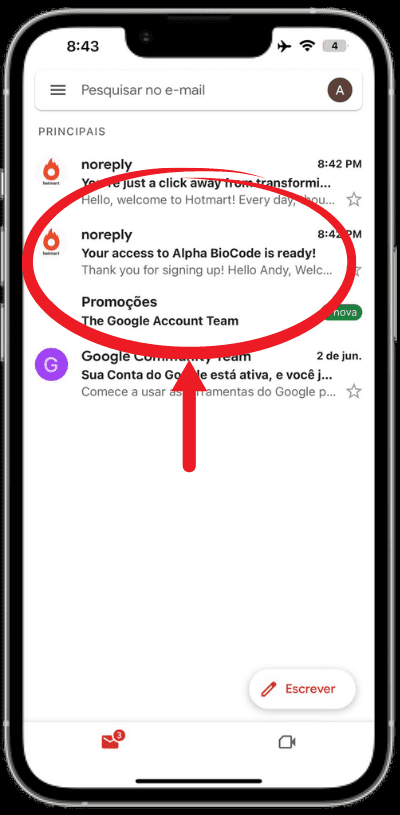 8:43
4
Pesquisar no e-mail
A
PRINCIPAIS
noreply 8:42 PM
You're just a click away from transformi...
Hello, welcome to Hotmart! Every day, thou...
hotmart
noreply 8:42 PM
Your access to Alpha BioCode is ready!
Thank you for signing up! Hello Andy, Welc...
hotmart
Promoções
nova
The Google Account Team
G
Google Community Team 2 de jun.
Sua Conta do Google está ativa, e você j...
Comece a usar as ferramentas do Google p...
Escrever
3